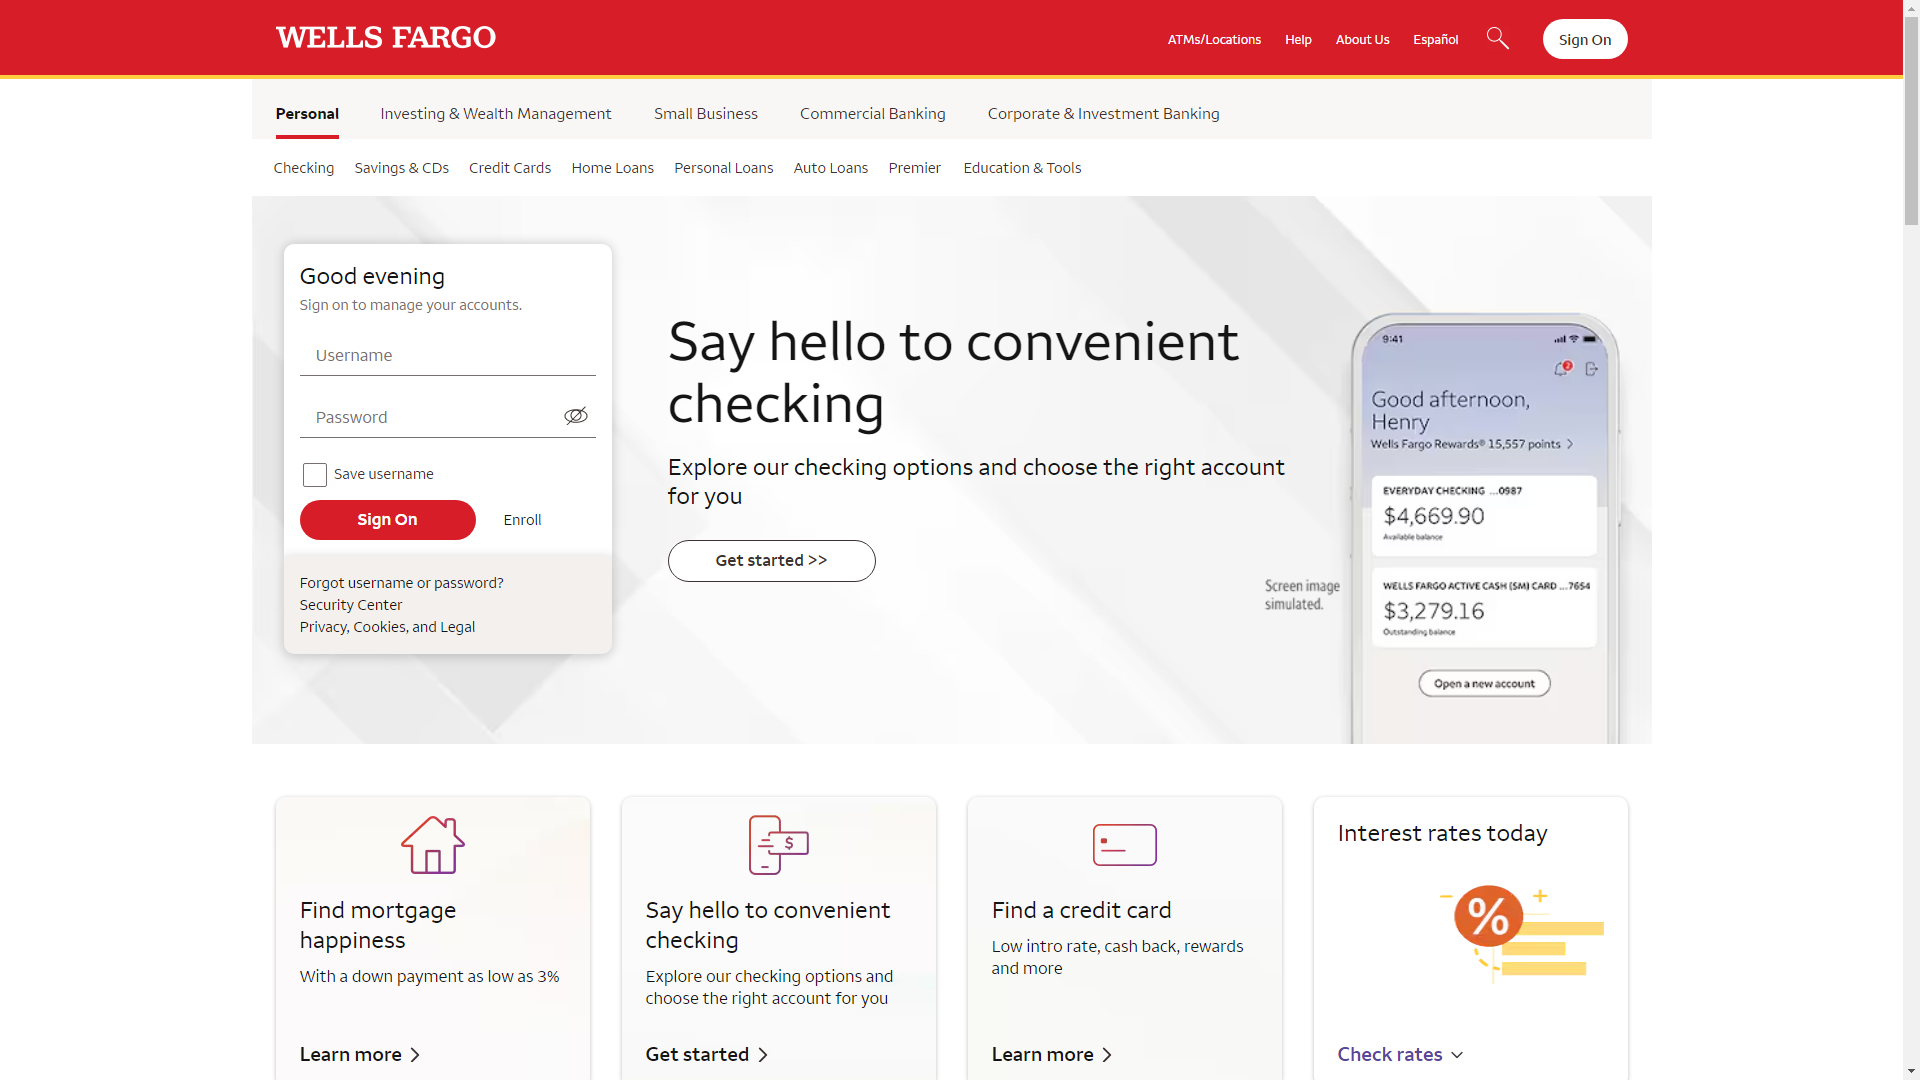 WELLS FARGO
ATMs/Locations Help About Us Español Sign On
Personal Investing & Wealth Management Small Business Commercial Banking Corporate & Investment Banking
Checking Savings & CDs Credit Cards Home Loans Personal Loans Auto Loans Premier Education & Tools
Good evening
Sign on to manage your accounts.
Username
Password
Save username
Sign On Enroll
Forgot username or password?
Security Center
Privacy, Cookies, and Legal
Say hello to convenient
checking
Explore our checking options and choose the right account
for you
Get started >>
Screen image
simulated.
9:41
2
Good afternoon,
Henry
Wells Fargo Rewards® 15,557 points
EVERYDAY CHECKING ...0987
$4,669.90
Available balance
WELLS FARGO ACTIVE CASH (SM) CARD ...7654
$3,279.16
Outstanding balance
Open a new account
Find mortgage
happiness
With a down payment as low as 3%
Learn more
$
Say hello to convenient
checking
Explore our checking options and
choose the right account for you
Get started
Find a credit card
Low intro rate, cash back, rewards
and more
Learn more
Interest rates today
%
Check rates